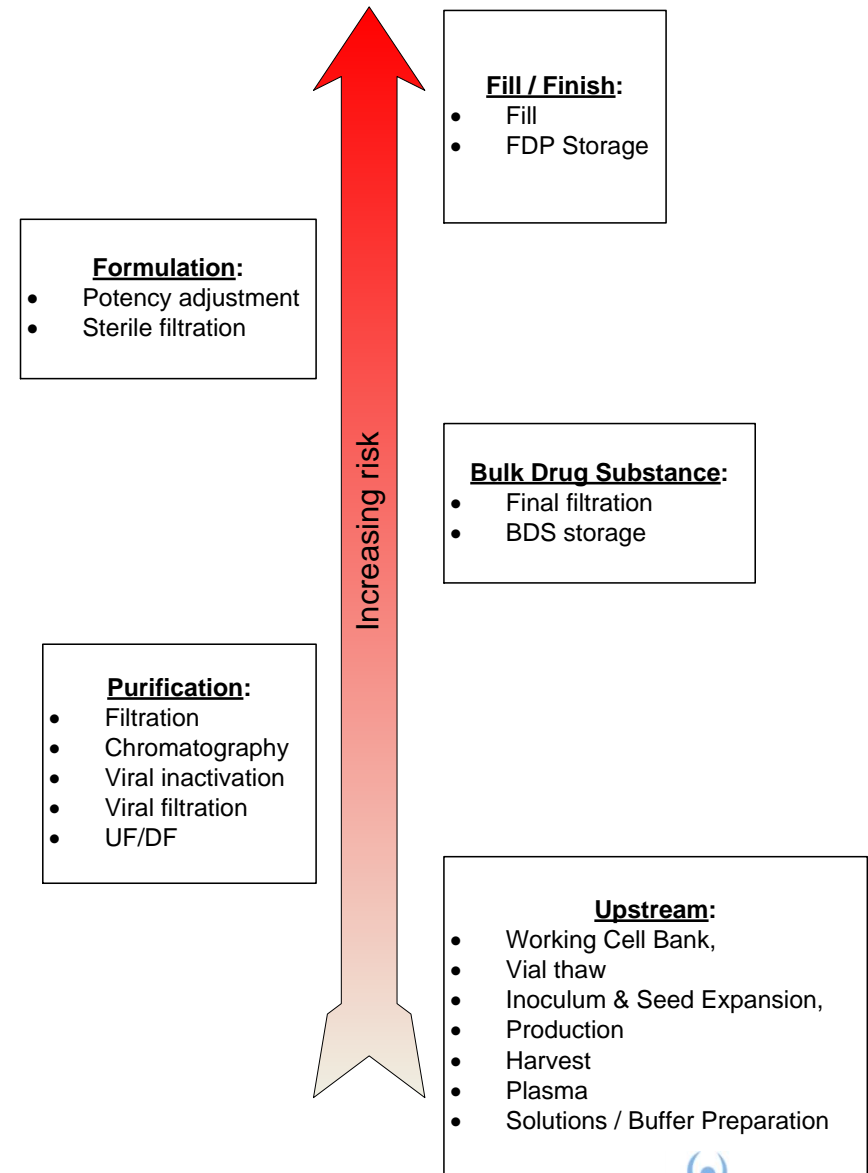 Fill / Finish:
• Fill
• FDP Storage
Formulation:
• Potency adjustment
• Sterile filtration
Increasing risk
Bulk Drug Substance:
• Final filtration
• BDS storage
Purification:
• Filtration
• Chromatography
• Viral inactivation
• Viral filtration
• UF/DF
Upstream:
• Working Cell Bank,
• Vial thaw
• Inoculum & Seed Expansion,
• Production
• Harvest
• Plasma
• Solutions / Buffer Preparation